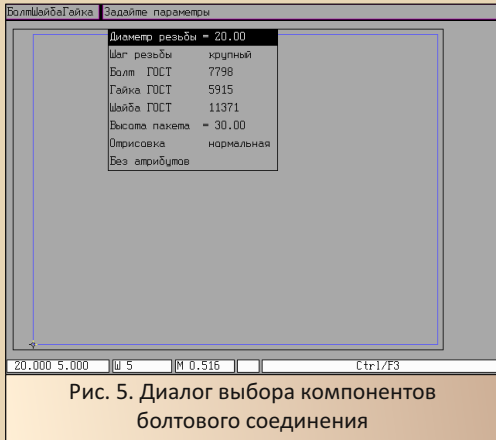 БолтШайбаГайка Задайте параметры
Диаметр резьбы = 20.00
Шаг резьбы крупный
Болт ГОСТ 7798
Гайка ГОСТ 5915
Шайба ГОСТ 11371
Высота пакета = 30.00
Отрисовка нормальная
Без атрибутов
20.000 5.000 Ш 5 М 0.516 Ctrl/F3
Рис. 5. Диалог выбора компонентов
болтового соединения